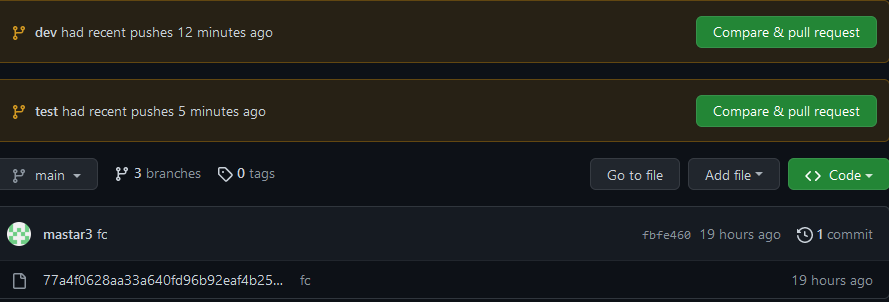 dev had recent pushes 12 minutes ago
Compare & pull request
test had recent pushes 5 minutes ago
Compare & pull request
main 3 branches 0 tags Go to file Add file Code
mastar3 fc fbfe460 19 hours ago 1 commit
77a4f0628aa33a640fd96b92eaf4b25... fc 19 hours ago